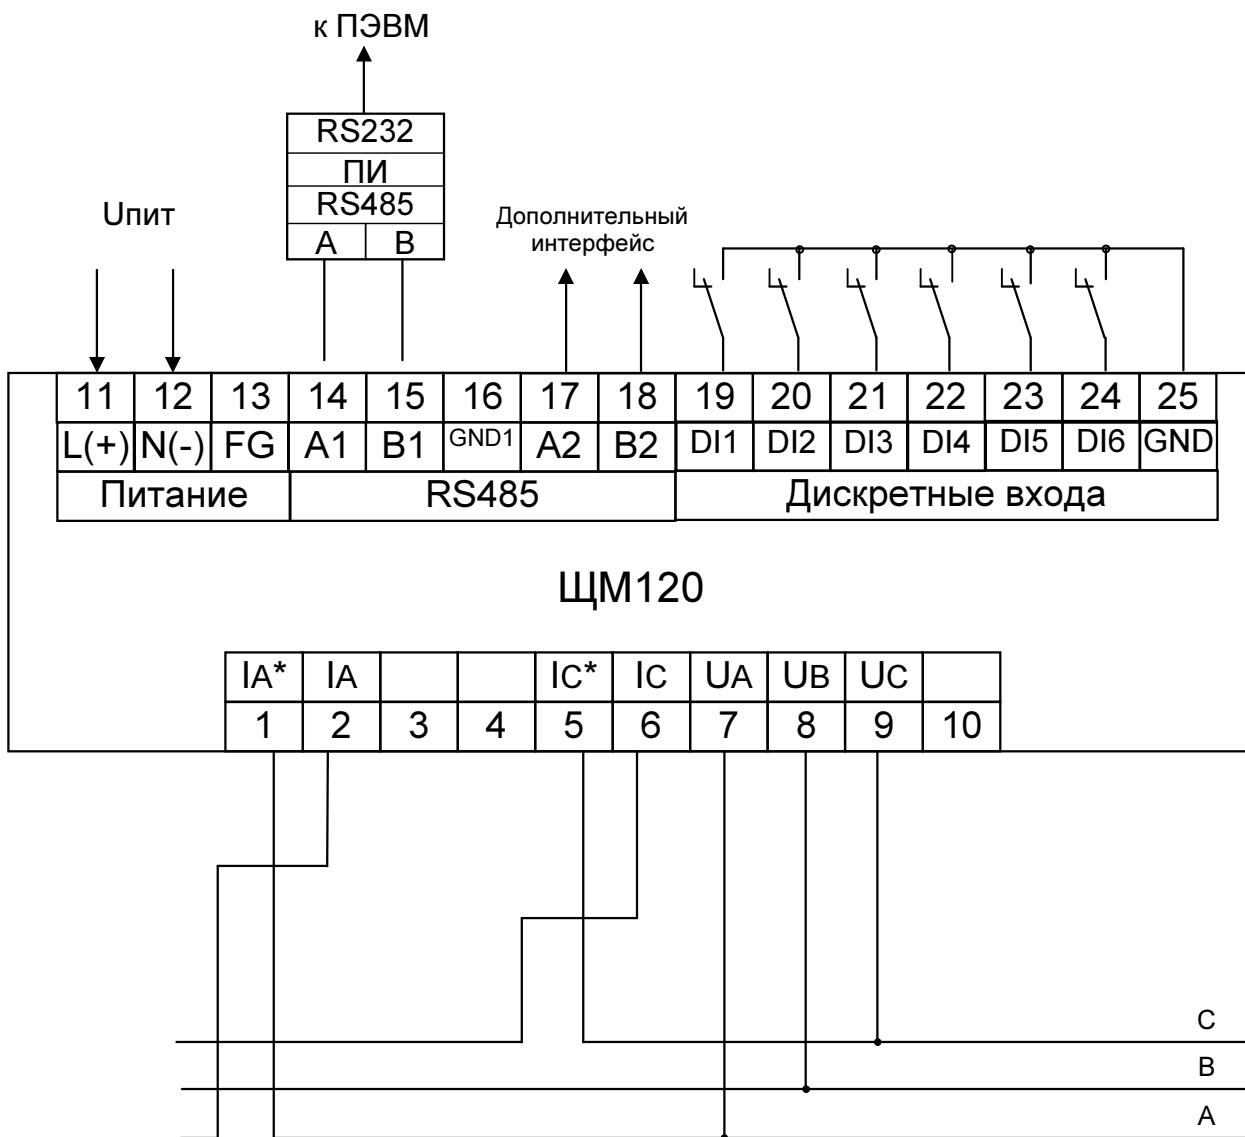 к ПЭВМ
RS232
ПИ
RS485
A B
Uпит
Дополнительный
интерфейс
11 12 13 14 15 16 17 18 19 20 21 22 23 24 25
L(+) N(-) FG A1 B1 GND1 A2 B2 DI1 DI2 DI3 DI4 DI5 DI6 GND
Питание RS485 Дискретные входа
ЩМ120
IA* IA IC* IC UA UB UC
1 2 3 4 5 6 7 8 9 10
C
B
A